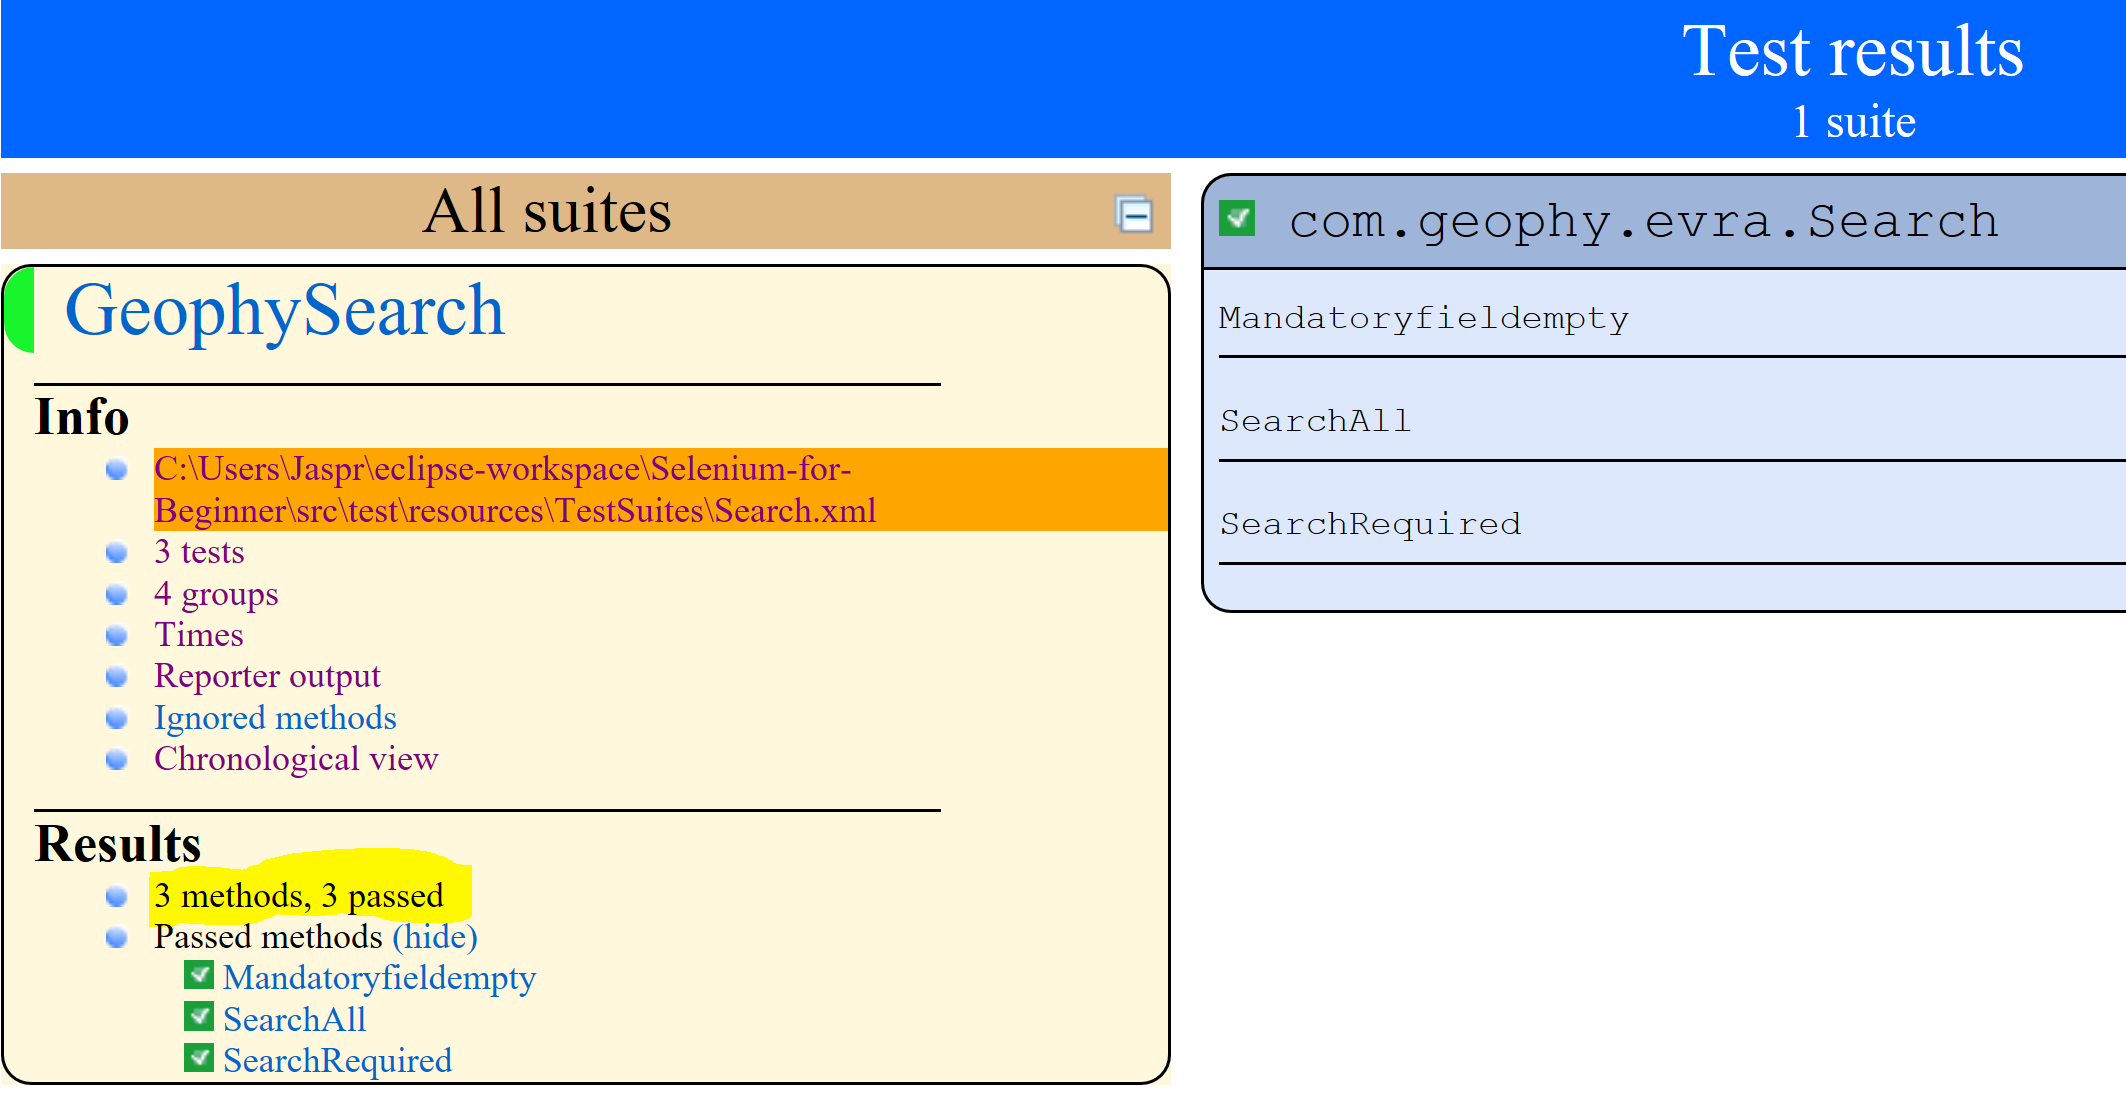 Test results
1 suite
All suites
GeophySearch
Info
C:\Users\Jaspr\eclipse-workspace\Selenium-for-
Beginner\src\test\resources\TestSuites\Search.xml
3 tests
4 groups
Times
Reporter output
Ignored methods
Chronological view
Results
3 methods, 3 passed
Passed methods (hide)
Mandatoryfieldempty
SearchAll
SearchRequired
com.geophy.evra.Search
Mandatoryfieldempty
SearchAll
SearchRequired